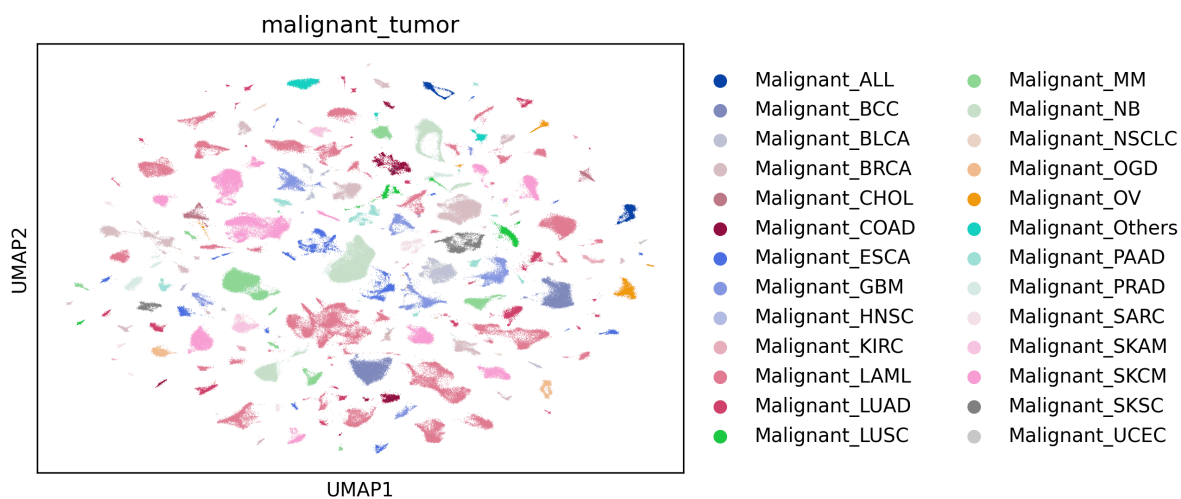 malignant_tumor
UMAP2
UMAP1
Malignant_ALL
Malignant_BCC
Malignant_BLCA
Malignant_BRCA
Malignant_CHOL
Malignant_COAD
Malignant_ESCA
Malignant_GBM
Malignant_HNSC
Malignant_KIRC
Malignant_LAML
Malignant_LUAD
Malignant_LUSC
Malignant_MM
Malignant_NB
Malignant_NSCLC
Malignant_OGD
Malignant_OV
Malignant_Others
Malignant_PAAD
Malignant_PRAD
Malignant_SARC
Malignant_SKAM
Malignant_SKCM
Malignant_SKSC
Malignant_UCEC